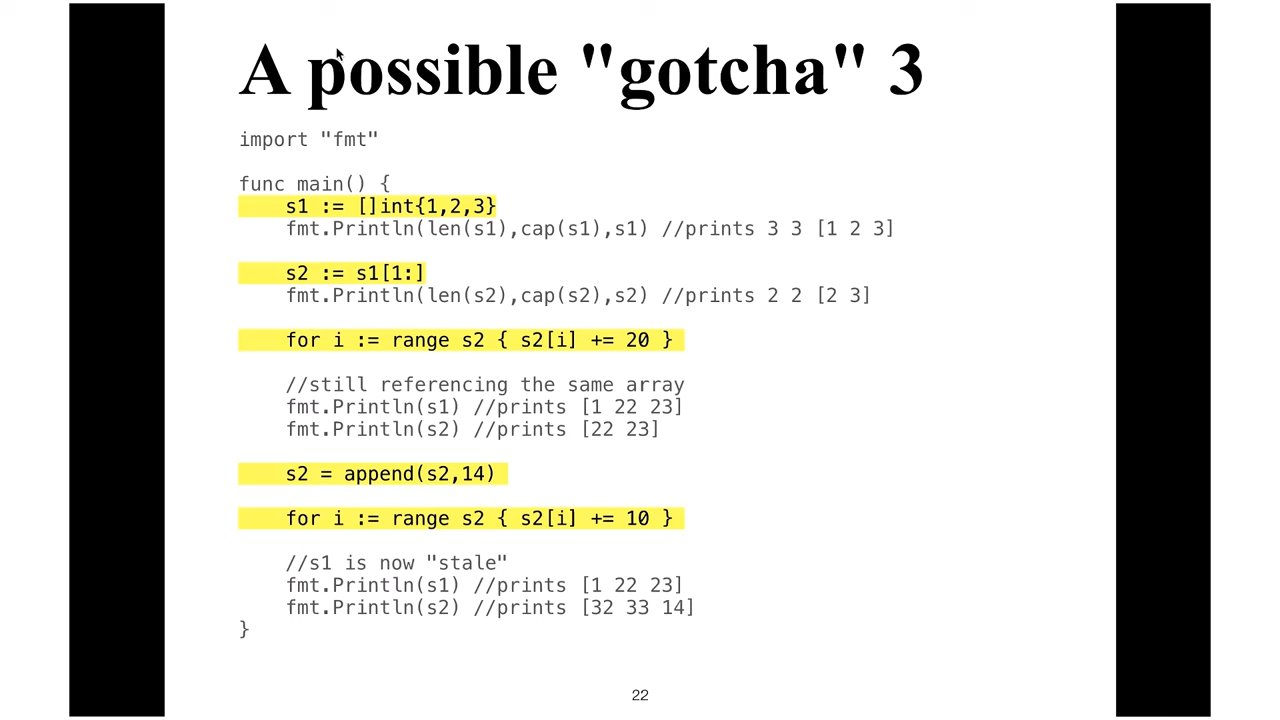 A possible "gotcha" 3
import "fmt"
func main() {
s1 := []int{1,2,3}
fmt.Println(len(s1),cap(s1),s1) //prints 3 3 [1 2 3]
s2 := s1[1:]
fmt.Println(len(s2),cap(s2),s2) //prints 2 2 [2 3]
for i := range s2 { s2[i] += 20 }
//still referencing the same array
fmt.Println(s1) //prints [1 22 23]
fmt.Println(s2) //prints [22 23]
s2 = append(s2,14)
for i := range s2 { s2[i] += 10 }
//s1 is now "stale"
fmt.Println(s1) //prints [1 22 23]
fmt.Println(s2) //prints [32 33 14]
}
22